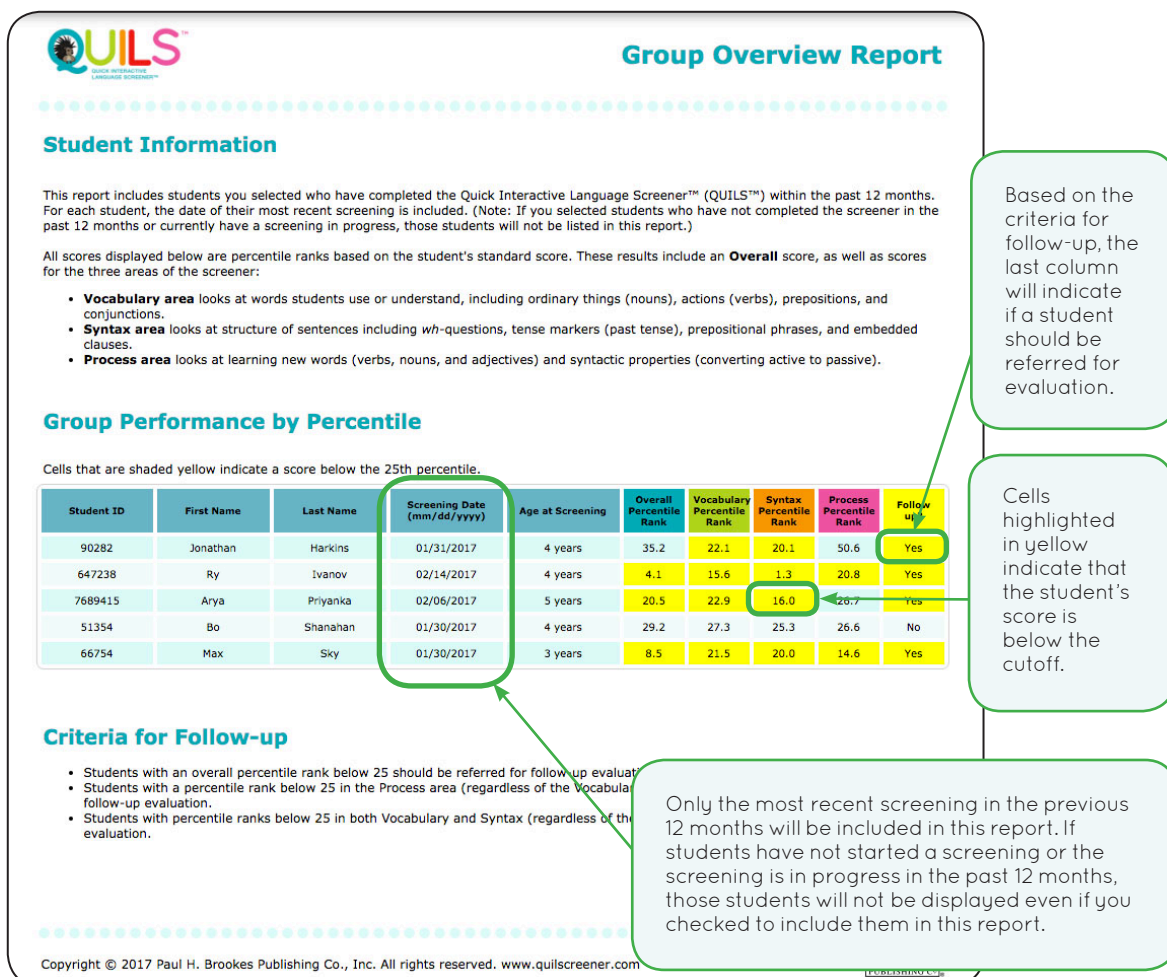 QUILS™
QUICK INTERACTIVE
LANGUAGE SCREENER™
Group Overview Report
Student Information
This report includes students you selected who have completed the Quick Interactive Language Screener™ (QUILS™) within the past 12 months.
For each student, the date of their most recent screening is included. (Note: If you selected students who have not completed the screener in the
past 12 months or currently have a screening in progress, those students will not be listed in this report.)
All scores displayed below are percentile ranks based on the student's standard score. These results include an Overall score, as well as scores
for the three areas of the screener:
• Vocabulary area looks at words students use or understand, including ordinary things (nouns), actions (verbs), prepositions, and
conjunctions.
• Syntax area looks at structure of sentences including wh-questions, tense markers (past tense), prepositional phrases, and embedded
clauses.
• Process area looks at learning new words (verbs, nouns, and adjectives) and syntactic properties (converting active to passive).
Group Performance by Percentile
Cells that are shaded yellow indicate a score below the 25th percentile.
Student ID First Name Last Name Screening Date (mm/dd/yyyy) Age at Screening Overall Percentile Rank Vocabulary Percentile Rank Syntax Percentile Rank Process Percentile Rank Follow
90282 Jonathan Harkins 01/31/2017 4 years 35.2 22.1 20.1 50.6 Yes
647238 Ry Ivanov 02/14/2017 4 years 4.1 15.6 1.3 20.8 Yes
7689415 Arya Priyanka 02/06/2017 5 years 20.5 22.9 16.0 26.7 Yes
51354 Bo Shanahan 01/30/2017 4 years 29.2 27.3 25.3 26.6 No
66754 Max Sky 01/30/2017 3 years 8.5 21.5 20.0 14.6 Yes
Criteria for Follow-up
• Students with an overall percentile rank below 25 should be referred for follow-up
• Students with a percentile rank below 25 in the Process area (regardless of the
follow-up evaluation.
• Students with percentile ranks below 25 in both Vocabulary and Syntax (regardless of the
evaluation.
Copyright © 2017 Paul H. Brookes Publishing Co., Inc. All rights reserved. www.quilscreener.com
Based on the
criteria for
follow-up, the
last column
will indicate
if a student
should be
referred for
evaluation.
Cells
highlighted
in yellow
indicate that
the student's
score is
below the
cutoff.
Only the most recent screening in the previous
12 months will be included in this report. If
students have not started a screening or the
screening is in progress in the past 12 months,
those students will not be displayed even if you
checked to include them in this report.